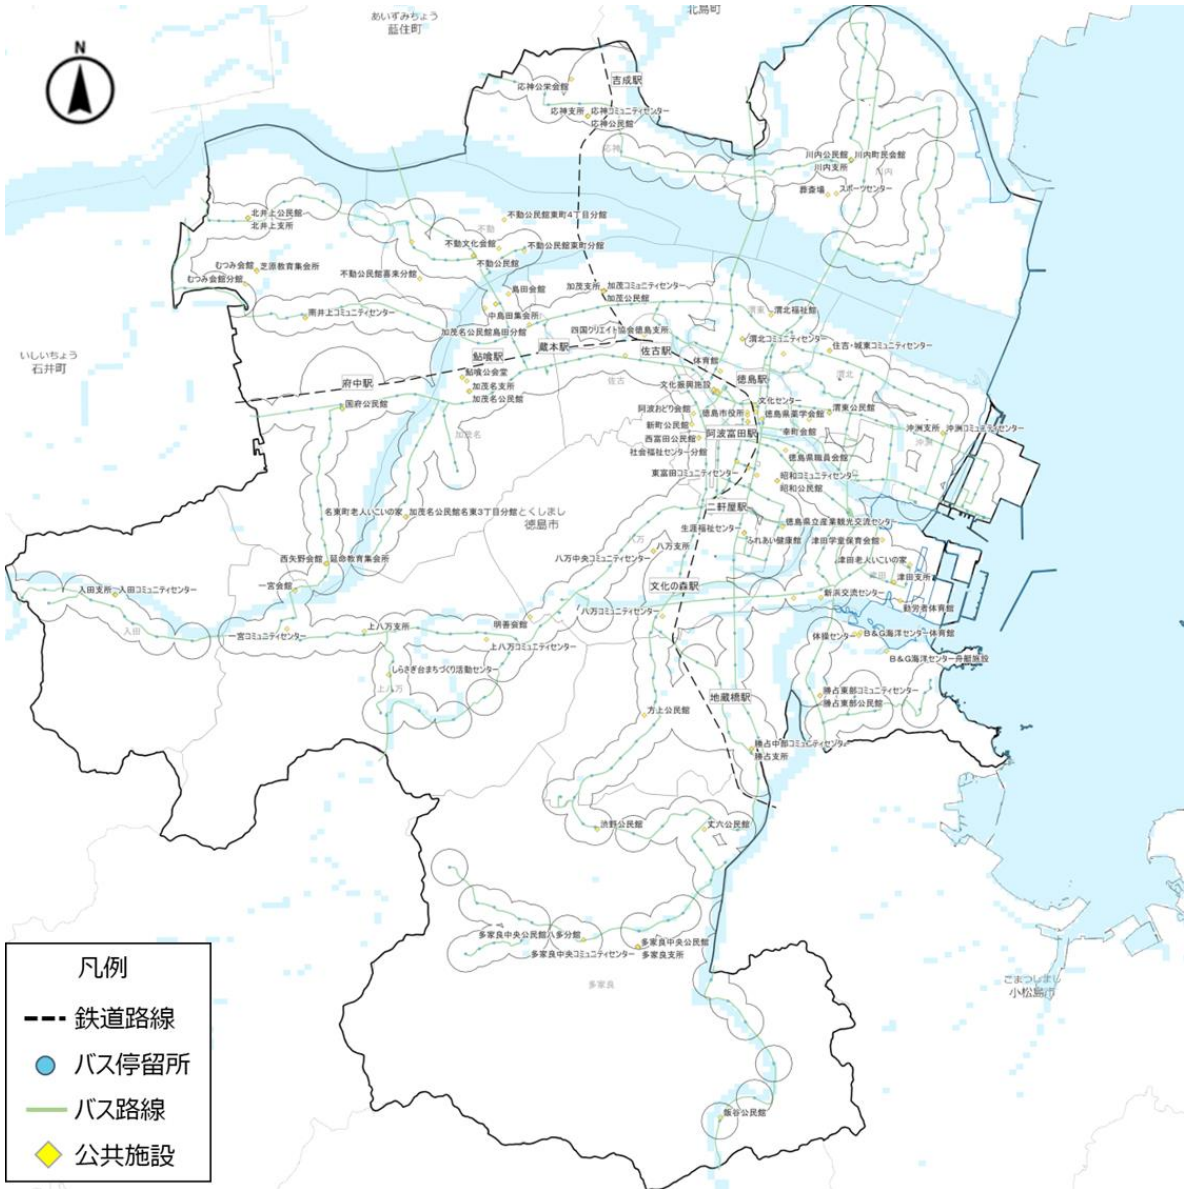 あいずみちょう
藍住町
北島町
N
吉成駅
応神公栄会館
応神支所
応神コミュニティセンター
応神公民館
応神
川内公民館
川内町民会館
川内支所
川内
葬斎場
スポーツセンター
北井上公民館
北井上支所
不動公民館東町4丁目分館
不動
不動文化会館
不動公民館東町分館
不動公民館
むつみ会館
芝原教育集会所
むつみ会館分館
不動公民館喜来分館
島田会館
加茂支所
加茂コミュニティセンター
加茂公民館
中島田集会所
南井上コミュニティセンター
加茂名公民館島田分館
四国クリエイト協会徳島支所
渭東
渭北福祉館
渭北コミュニティセンター
住吉・城東コミュニティセンター
いしいちょう
石井町
鮎喰駅
蔵本駅
佐古駅
体育館
府中駅
鮎喰公会堂
佐古
徳島駅
渭北
加茂名支所
文化振興施設
加茂名公民館
国府公民館
文化センター
阿波おどり会館
徳島市役所
徳島県薬学会館
渭東公民館
新町公民館
阿波富田駅
幸町会館
沖洲支所
沖洲コミュニティセンター
沖洲
加茂名
西富田公民館
社会福祉センター分館
徳島県職員会館
東富田コミュニティセンター
昭和コミュニティセンター
昭和公民館
名東町老人いこいの家
加茂名公民館名東3丁目分館
とくしまし
徳島市
二軒屋駅
生涯福祉センター
徳島県立産業観光交流センター
ふれあい健康館
津田学童保育会館
八万
八万支所
八万中央コミュニティセンター
西矢野会館
延命教育集会所
津田老人いこいの家
津田
津田支所
文化の森駅
一宮会館
入田支所
入田コミュニティセンター
新浜交流センター
勤労者体育館
入田
一宮コミュニティセンター
上八万支所
明善会館
八万コミュニティセンター
体操センター
B&G海洋センター体育館
上八万コミュニティセンター
B&G海洋センター舟艇施設
しらさぎ台まちづくり活動センター
上八万
地蔵橋駅
勝占東部コミュニティセンター
勝占東部公民館
方上公民館
勝占中部コミュニティセンター
勝占支所
渋野公民館
丈六公民館
多家良中央公民館八多分館
多家良中央公民館
多家良中央コミュニティセンター
多家良支所
多家良
こまつしまし
小松島市
飯谷公民館
凡例
鉄道路線
バス停留所
バス路線
公共施設